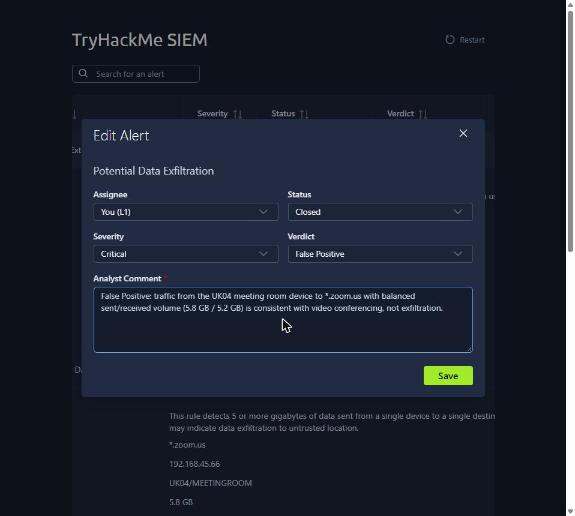 TryHackMe SIEM
Restart
Search for an alert
Severity Status Verdict
Edit Alert
Potential Data Exfiltration
Assignee Status
You (L1) Closed
Severity Verdict
Critical False Positive
Analyst Comment *
False Positive: traffic from the UK04 meeting room device to *.zoom.us with balanced
sent/received volume (5.8 GB / 5.2 GB) is consistent with video conferencing, not exfiltration.
Save
This rule detects 5 or more gigabytes of data sent from a single device to a single destin
may indicate data exfiltration to untrusted location.
*.zoom.us
192.168.45.66
UK04/MEETINGROOM
5.8 GB